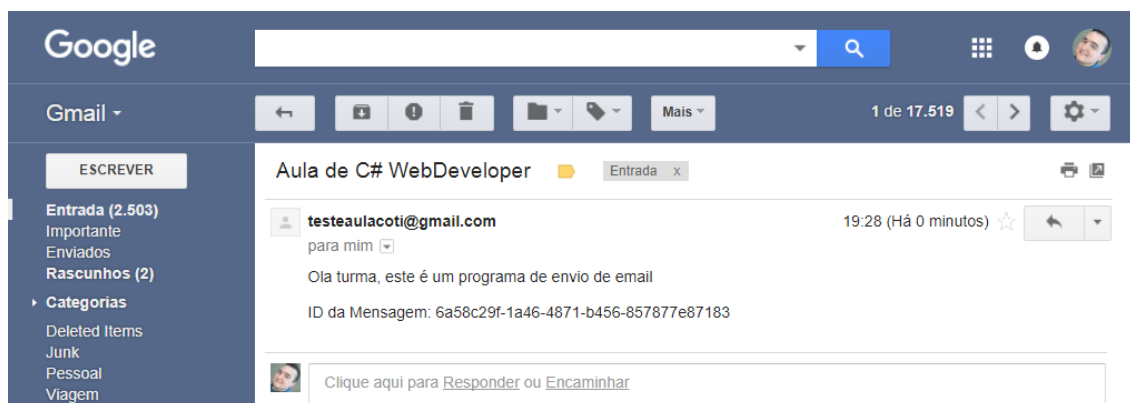 Google
Gmail
Mais
1 de 17.519
ESCREVER
Entrada (2.503)
Importante
Enviados
Rascunhos (2)
Categorias
Deleted Items
Junk
Pessoal
Viagem
Aula de C# WebDeveloper
Entrada x
testeaulacoti@gmail.com
19:28 (Há 0 minutos)
para mim
Ola turma, este é um programa de envio de email
ID da Mensagem: 6a58c29f-1a46-4871-b456-857877e87183
Clique aqui para Responder ou Encaminhar